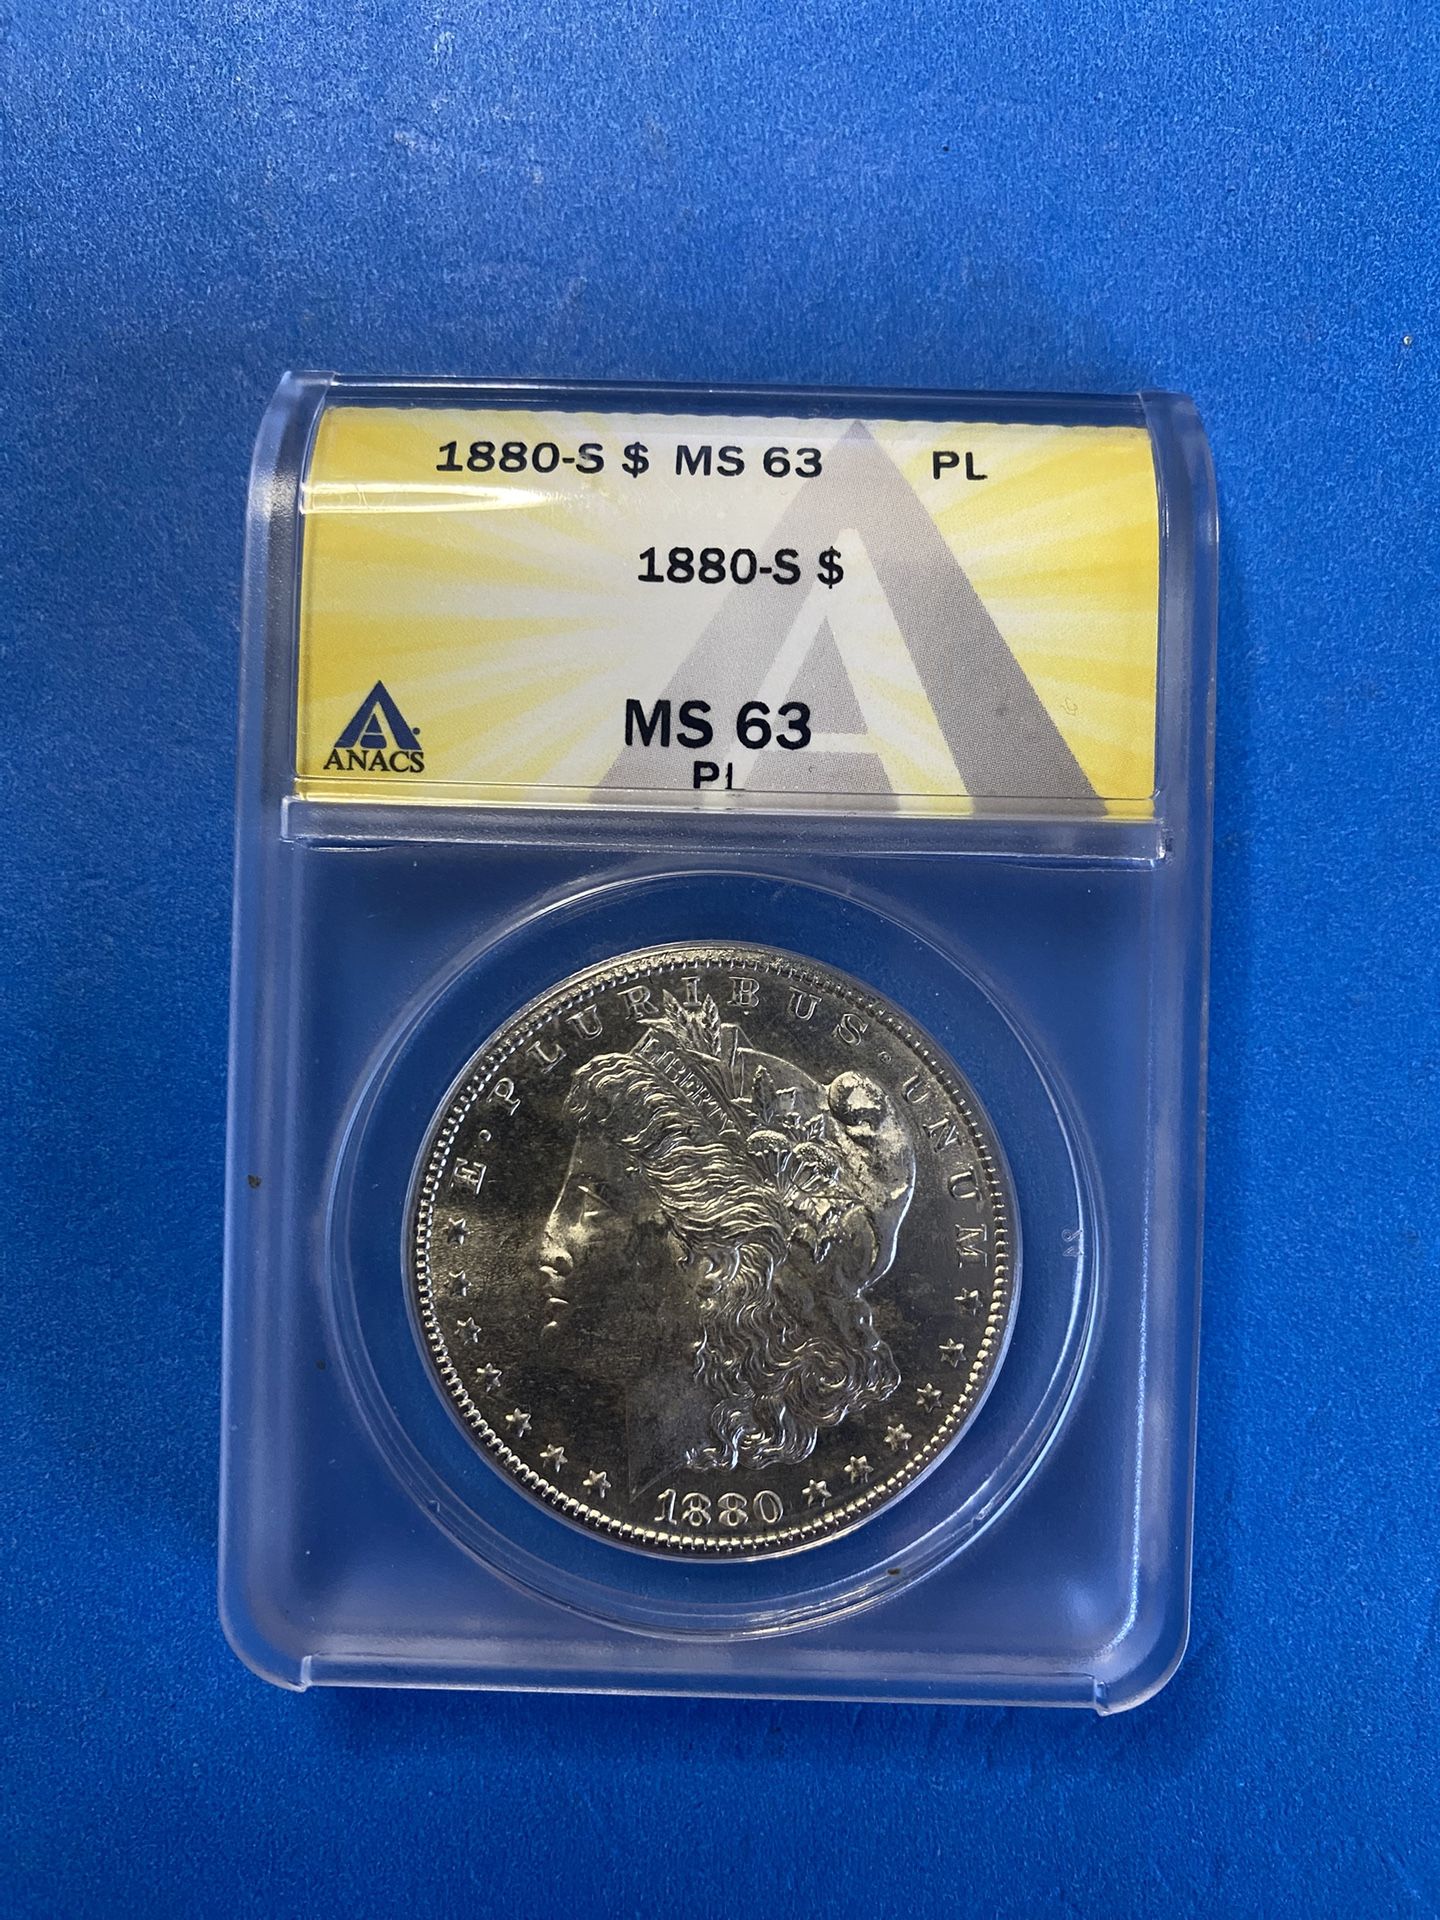 1880-S $ MS 63 PL
1880-S $
MS 63
PL
ANACS
E · PLURIBUS · UNUM
LIBERTY
1880